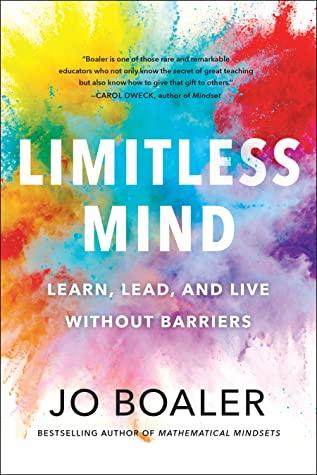 "Boaler is one of those rare and remarkable
educators who not only know the secret of great teaching
but also know how to give that gift to others."
—CAROL DWECK, author of Mindset
LIMITLESS
MIND
LEARN, LEAD, AND LIVE
WITHOUT BARRIERS
JO BOALER
BESTSELLING AUTHOR OF MATHEMATICAL MINDSETS